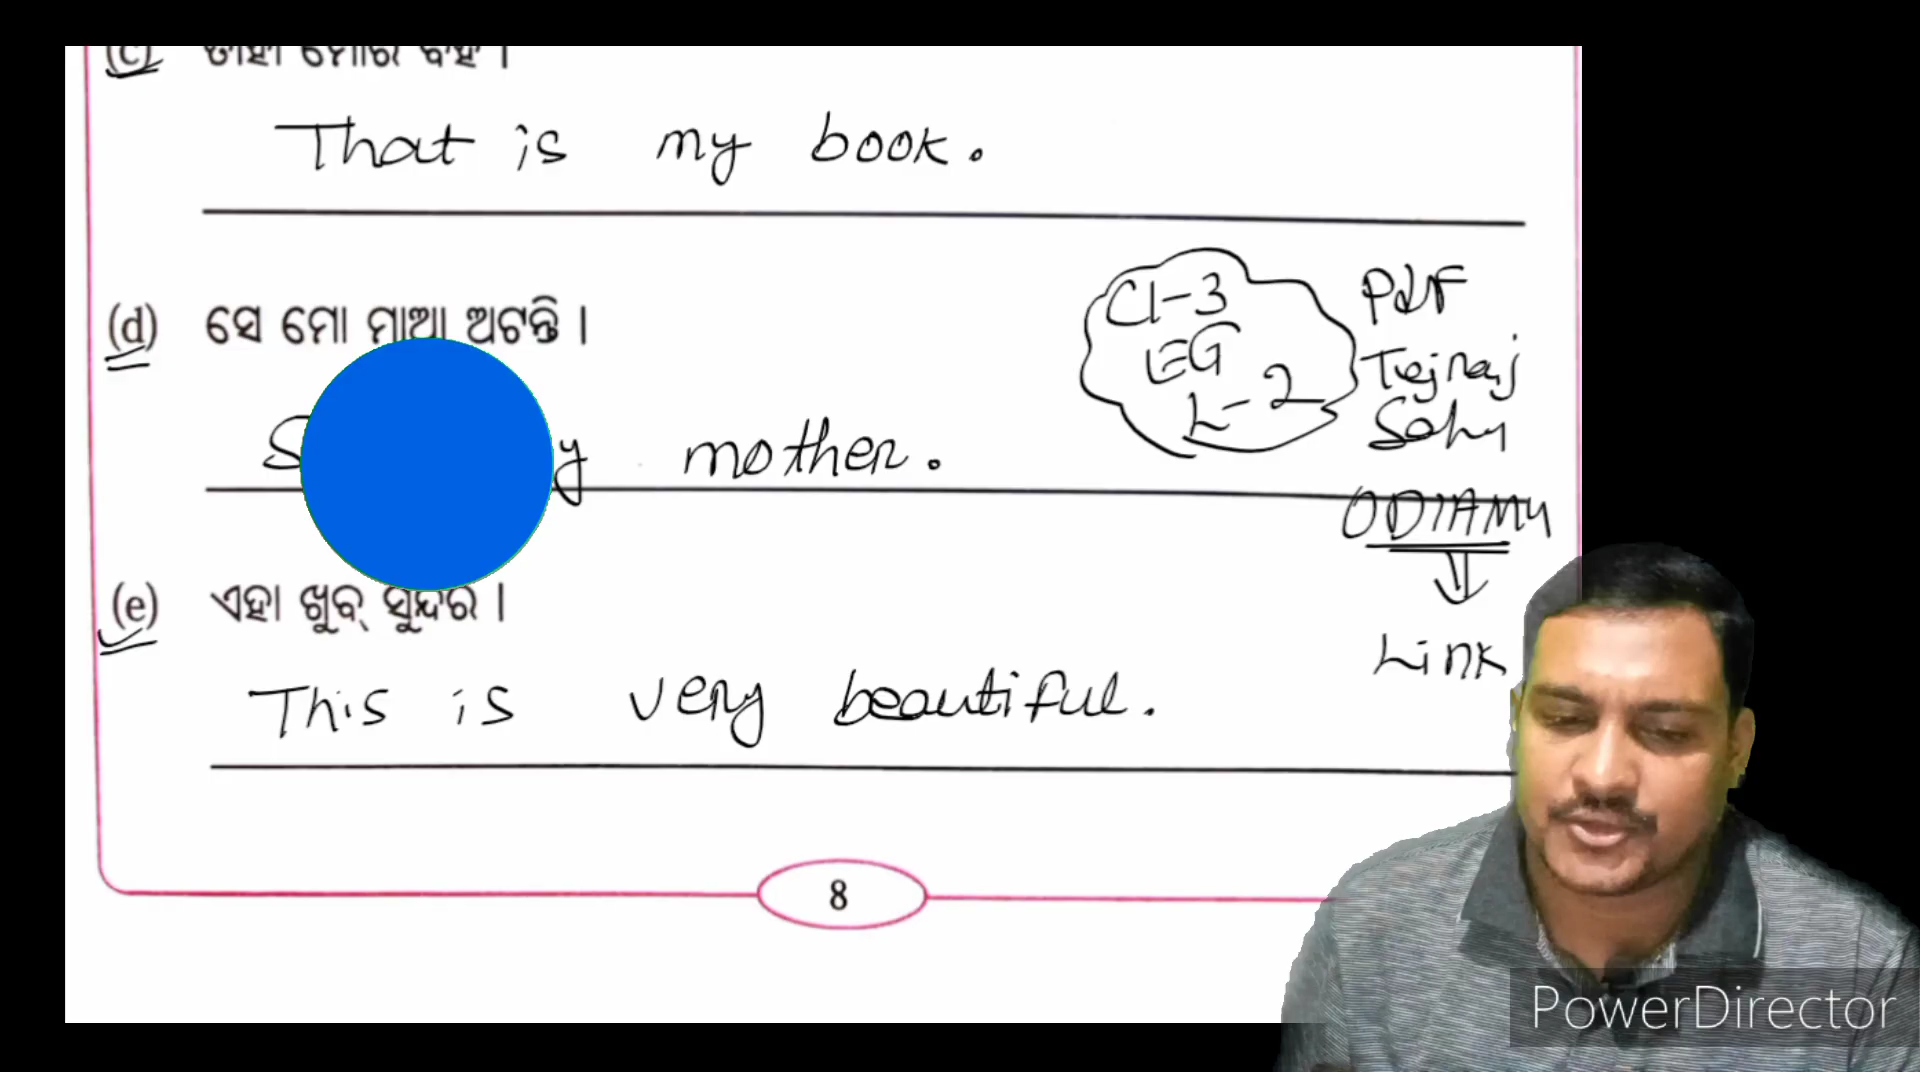 (c) ତାହା ମୋର ବହି ।
That is my book.
(d) ସେ ମୋ ମାଆ ଅଟନ୍ତି ।
mother.
Cl-3
EG
L-2
Pdf
Tejraj
Sahu
ODIAMY
Link
(e) ଏହା ଖୁବ୍ ସୁନ୍ଦର ।
This is very beautiful.
8
PowerDirector